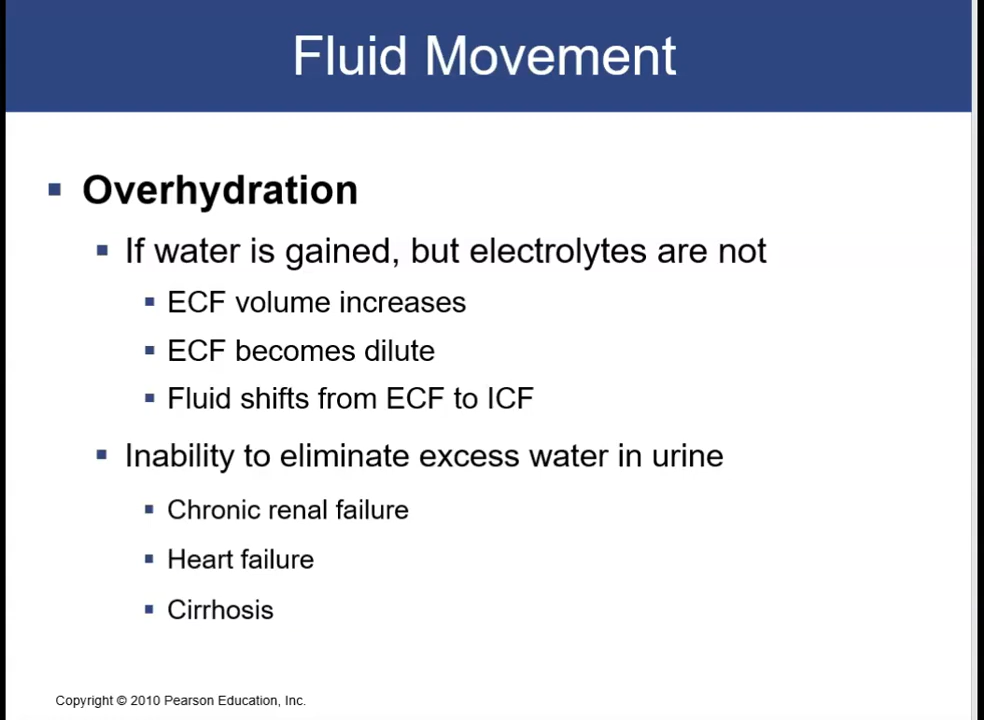 Fluid Movement
Overhydration
If water is gained, but electrolytes are not
ECF volume increases
ECF becomes dilute
Fluid shifts from ECF to ICF
Inability to eliminate excess water in urine
Chronic renal failure
Heart failure
Cirrhosis
Copyright © 2010 Pearson Education, Inc.